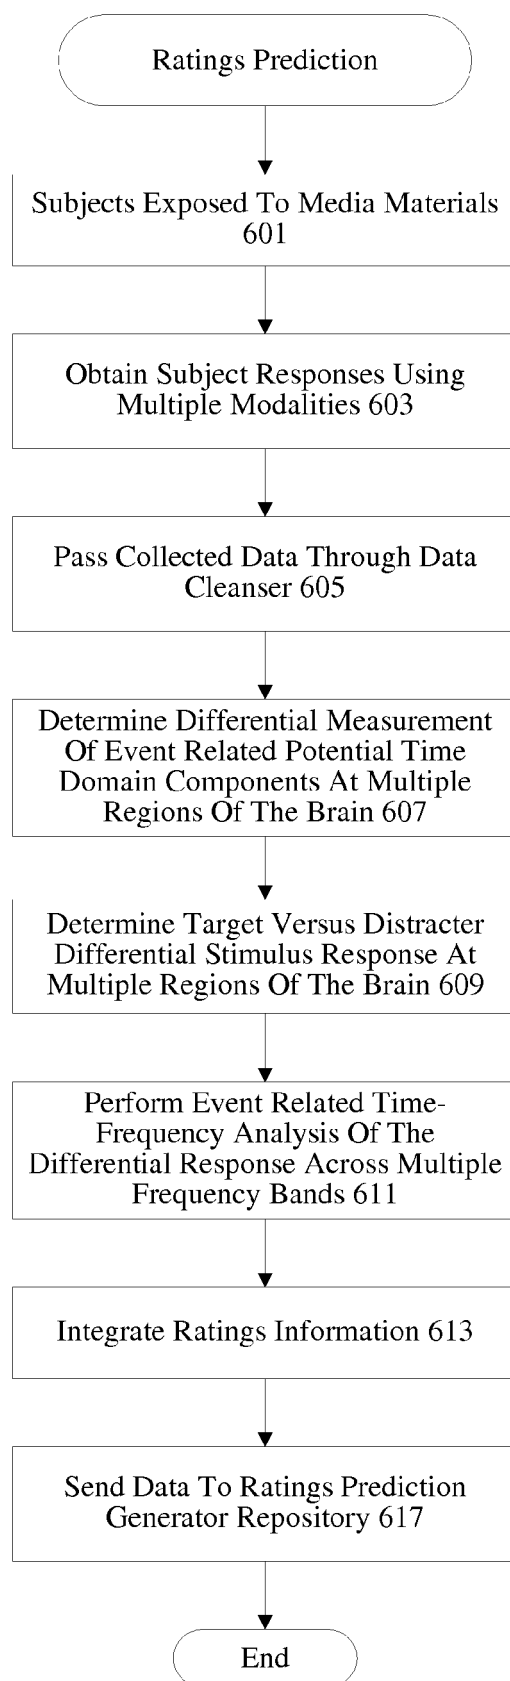 Ratings Prediction
Subjects Exposed To Media Materials
601
Obtain Subject Responses Using
Multiple Modalities 603
Pass Collected Data Through Data
Cleanser 605
Determine Differential Measurement
Of Event Related Potential Time
Domain Components At Multiple
Regions Of The Brain 607
Determine Target Versus Distracter
Differential Stimulus Response At
Multiple Regions Of The Brain 609
Perform Event Related Time-
Frequency Analysis Of The
Differential Response Across Multiple
Frequency Bands 611
Integrate Ratings Information 613
Send Data To Ratings Prediction
Generator Repository 617
End